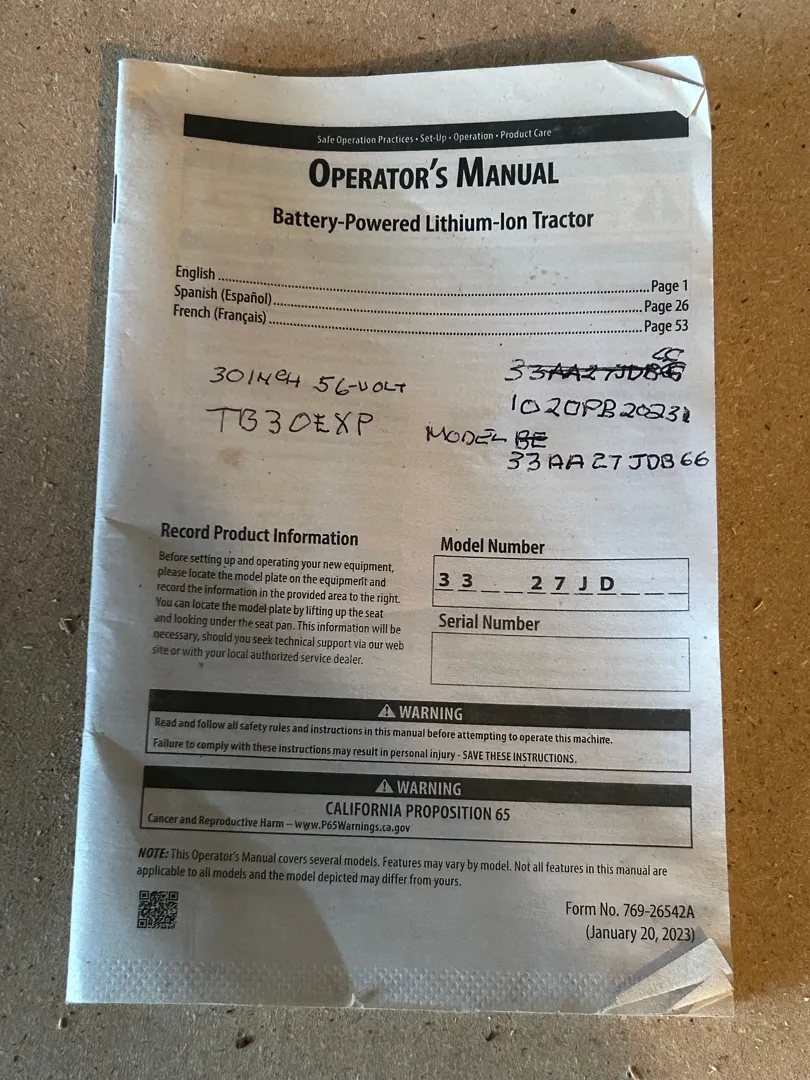 Safe Operation Practices • Set-Up • Operation • Product Care
OPERATOR'S MANUAL
Battery-Powered Lithium-Ion Tractor
English ........ Page 1
Spanish (Español) ........ Page 26
French (Français) ........ Page 53
30 INCH 56-VOLT
TB30EXP
33AA27JDB
1020PB2023
MODEL BE
33AA27JDB66
Record Product Information
Before setting up and operating your new equipment,
please locate the model plate on the equipment and
record the information in the provided area to the right.
You can locate the model plate by lifting up the seat
and looking under the seat pan. This information will be
necessary, should you seek technical support via our web
site or with your local authorized service dealer.
Model Number
33__ 27JD___
Serial Number
WARNING
Read and follow all safety rules and instructions in this manual before attempting to operate this machine.
Failure to comply with these instructions may result in personal injury - SAVE THESE INSTRUCTIONS.
WARNING
CALIFORNIA PROPOSITION 65
Cancer and Reproductive Harm – www.P65Warnings.ca.gov
NOTE: This Operator's Manual covers several models. Features may vary by model. Not all features in this manual are
applicable to all models and the model depicted may differ from yours.
Form No. 769-26542A
(January 20, 2023)